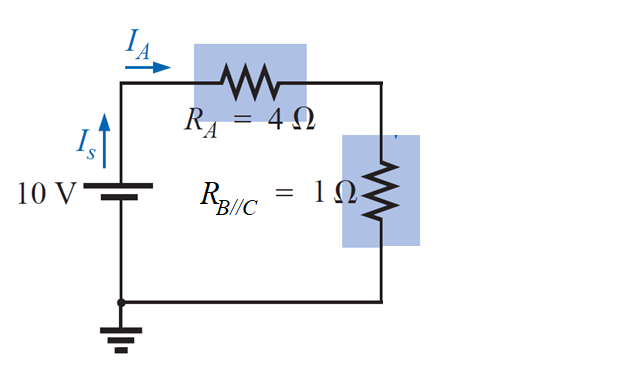 I_A
R_A = 4 Ω
I_s
10 V
R_B//C = 1 Ω